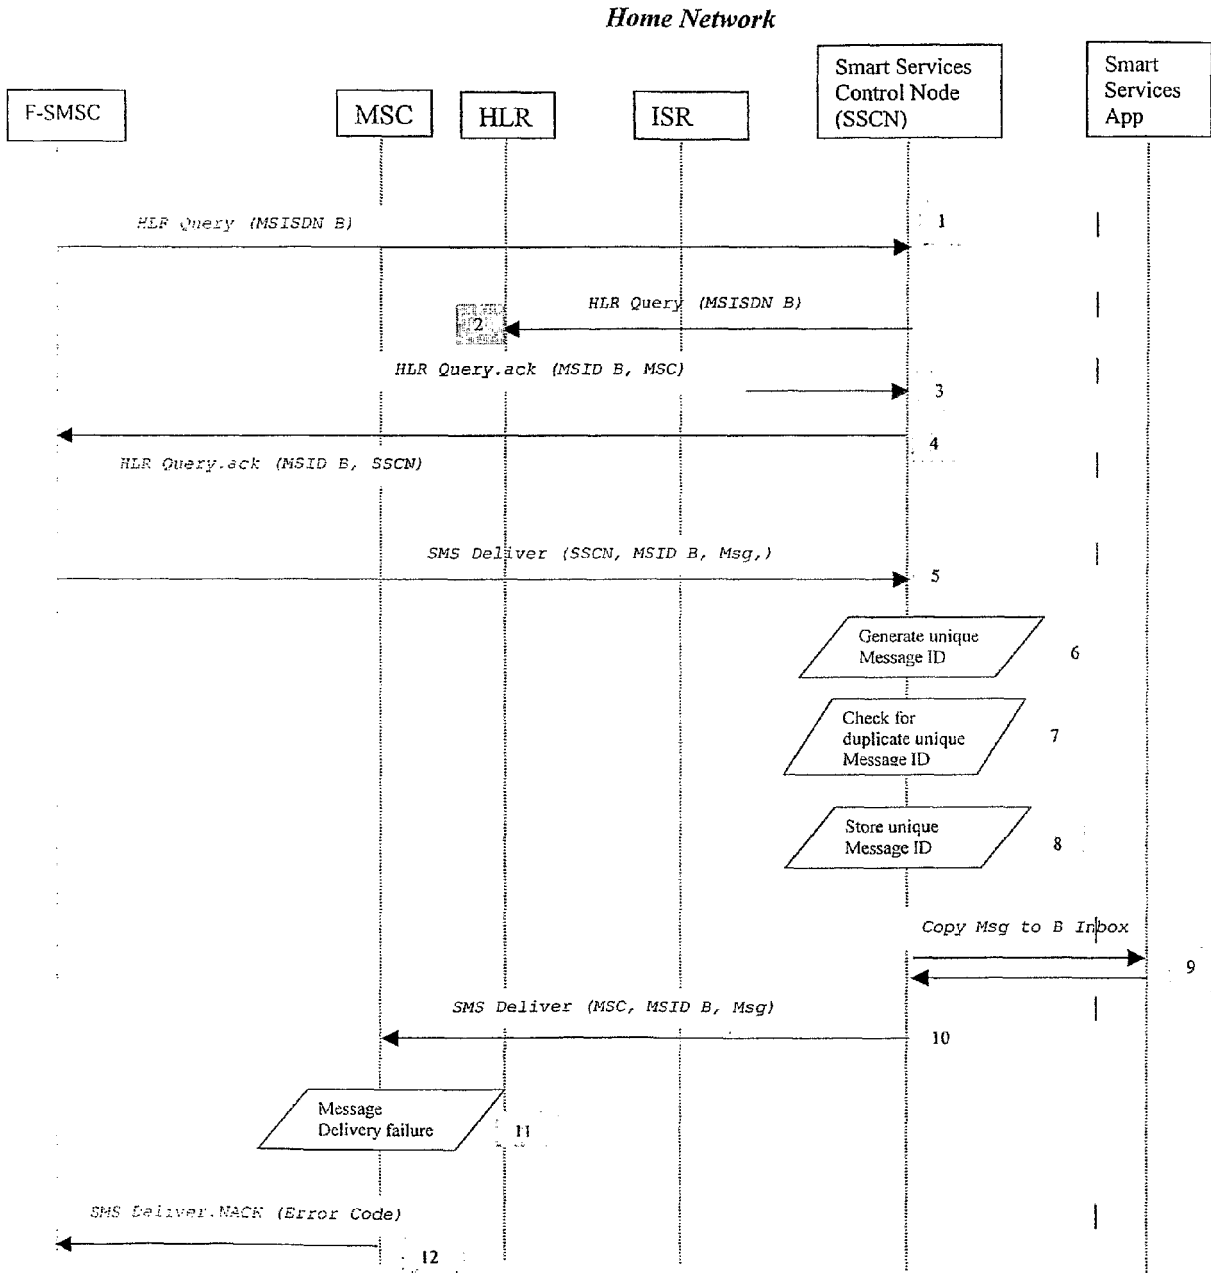 Home Network
F-SMSC
MSC
HLR
ISR
Smart Services
Control Node
(SSCN)
Smart
Services
App
HLR Query (MSISDN B)
1
HLR Query (MSISDN B)
2
HLR Query.ack (MSID B, MSC)
3
4
HLR Query.ack (MSID B, SSCN)
SMS Deliver (SSCN, MSID B, Msg,)
5
Generate unique
Message ID
6
Check for
duplicate unique
Message ID
7
Store unique
Message ID
8
Copy Msg to B Inbox
9
SMS Deliver (MSC, MSID B, Msg)
10
Message
Delivery failure
11
SMS Deliver.NACK (Error Code)
12